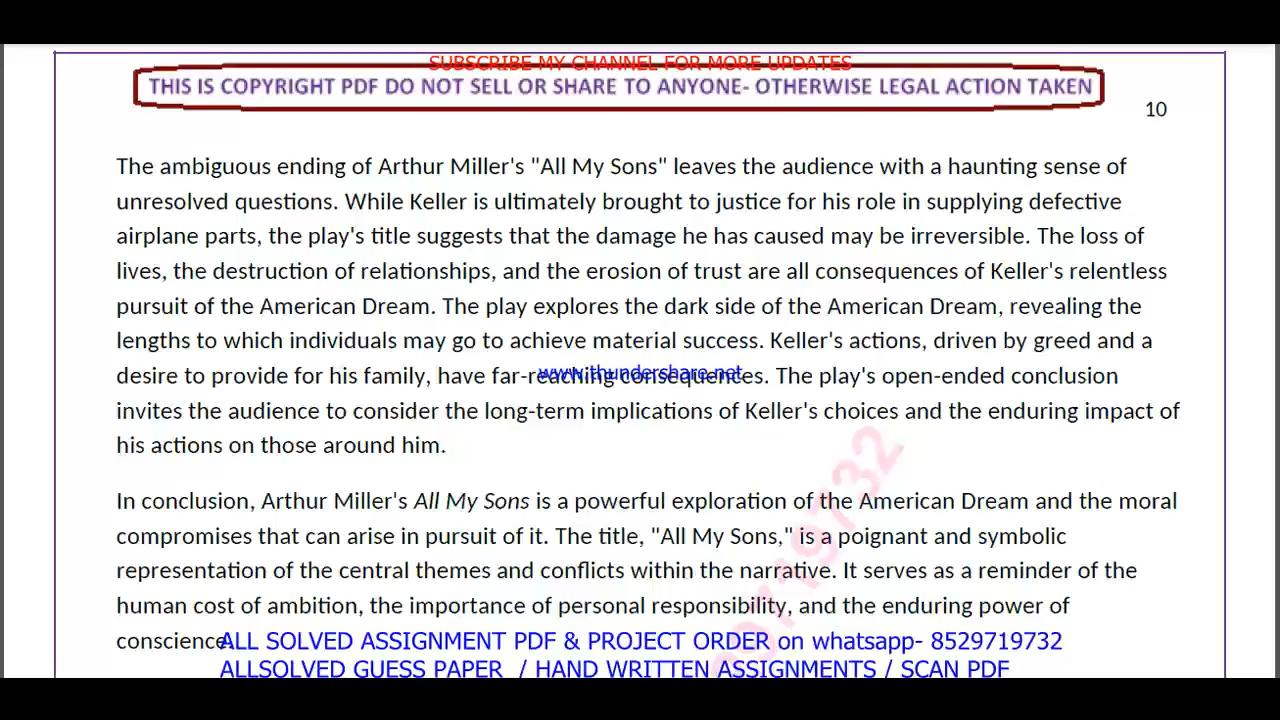 SUBSCRIBE MY CHANNEL FOR MORE UPDATES
THIS IS COPYRIGHT PDF DO NOT SELL OR SHARE TO ANYONE- OTHERWISE LEGAL ACTION TAKEN
10
The ambiguous ending of Arthur Miller's "All My Sons" leaves the audience with a haunting sense of
unresolved questions. While Keller is ultimately brought to justice for his role in supplying defective
airplane parts, the play's title suggests that the damage he has caused may be irreversible. The loss of
lives, the destruction of relationships, and the erosion of trust are all consequences of Keller's relentless
pursuit of the American Dream. The play explores the dark side of the American Dream, revealing the
lengths to which individuals may go to achieve material success. Keller's actions, driven by greed and a
desire to provide for his family, have far-reaching consequences. The play's open-ended conclusion
www.thundershare.net
invites the audience to consider the long-term implications of Keller's choices and the enduring impact of
his actions on those around him.
In conclusion, Arthur Miller's All My Sons is a powerful exploration of the American Dream and the moral
compromises that can arise in pursuit of it. The title, "All My Sons," is a poignant and symbolic
representation of the central themes and conflicts within the narrative. It serves as a reminder of the
human cost of ambition, the importance of personal responsibility, and the enduring power of
conscience.
ALL SOLVED ASSIGNMENT PDF & PROJECT ORDER on whatsapp- 8529719732
ALLSOLVED GUESS PAPER / HAND WRITTEN ASSIGNMENTS / SCAN PDF